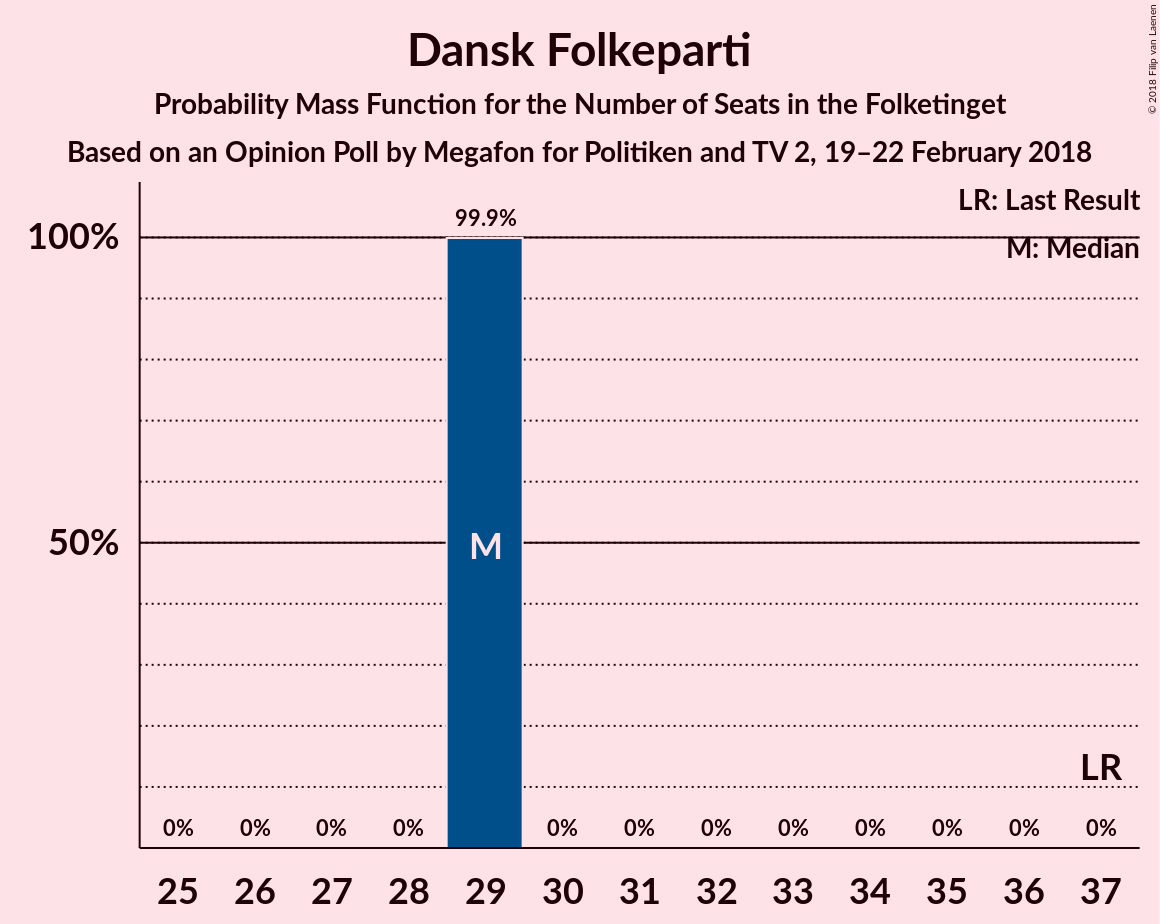 Dansk Folkeparti
Probability Mass Function for the Number of Seats in the Folketinget
Based on an Opinion Poll by Megafon for Politiken and TV 2, 19–22 February 2018
© 2018 Filip van Laenen
LR: Last Result
M: Median
99.9%
100%
50%
M
LR
0% 0% 0% 0% 0% 0% 0% 0% 0% 0% 0% 0%
25 26 27 28 29 30 31 32 33 34 35 36 37